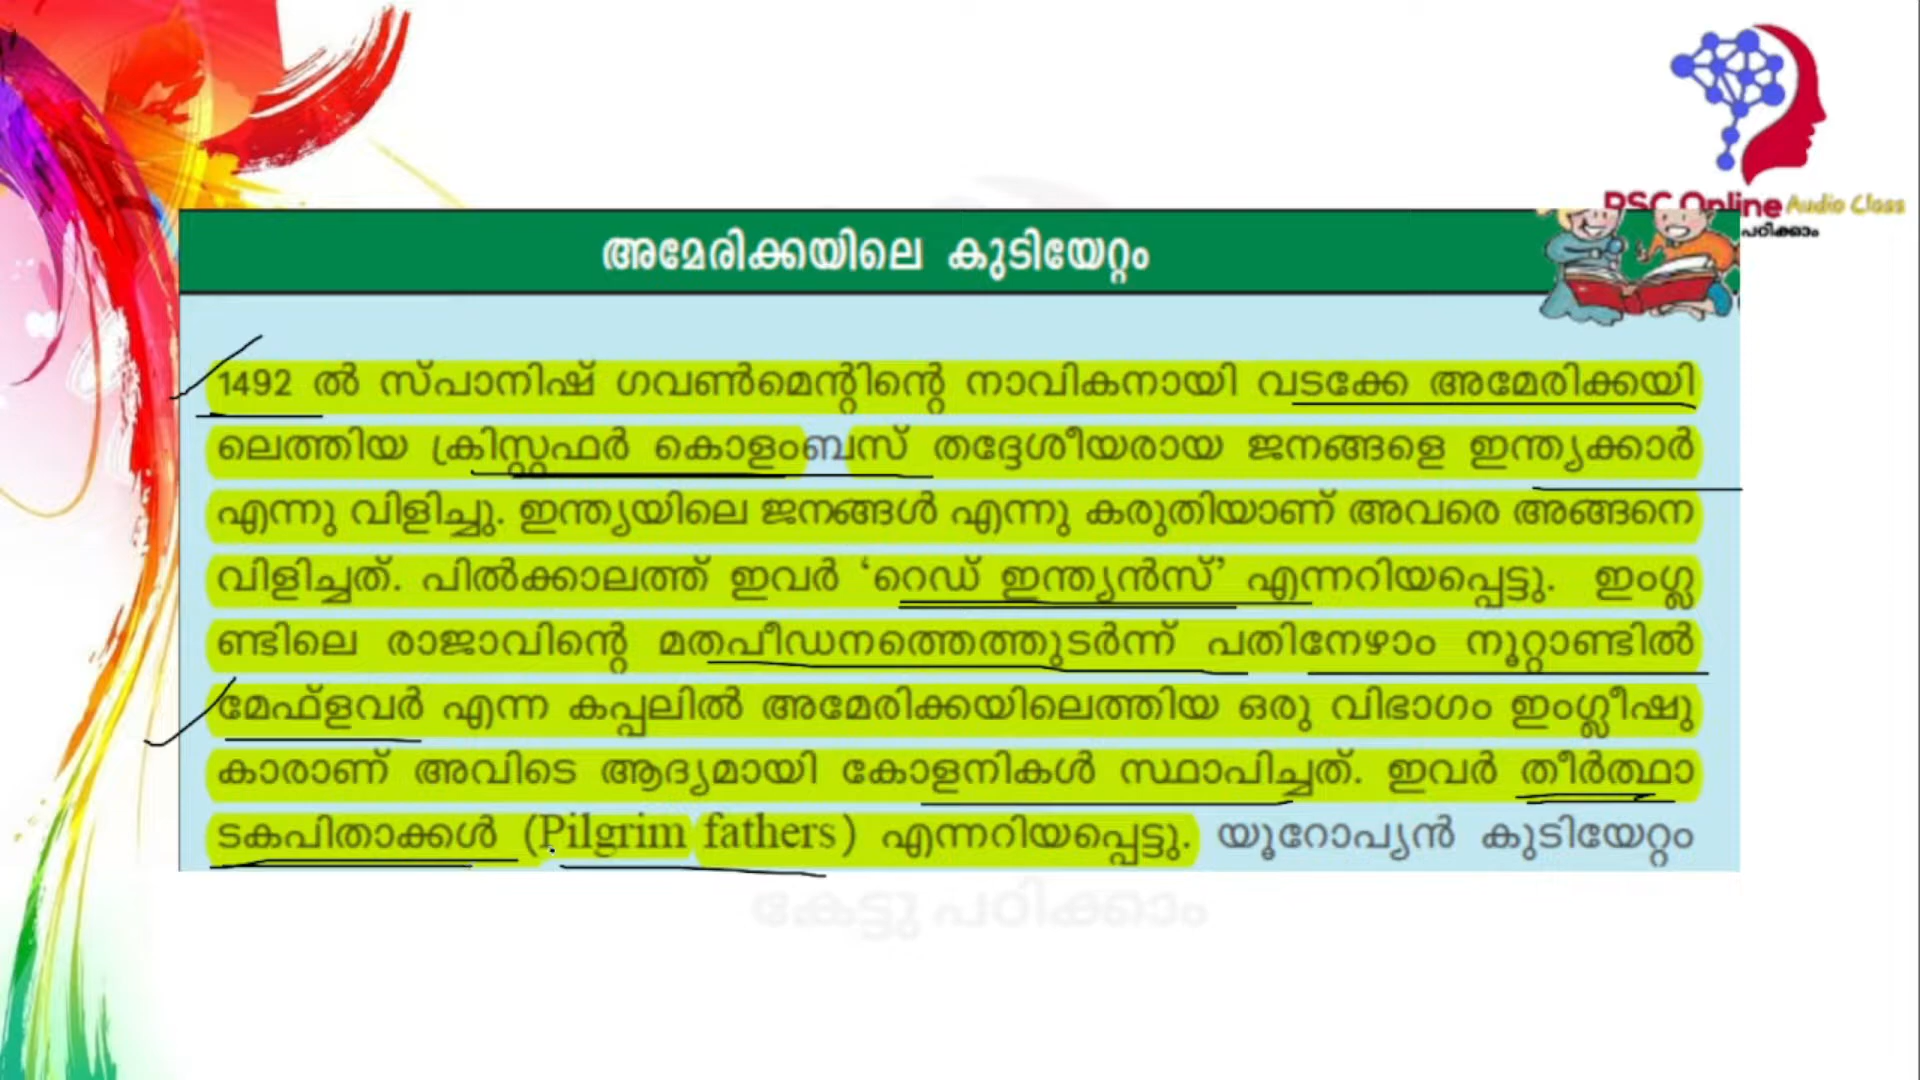 PSC Online Audio Class
പഠിക്കാം
അമേരിക്കയിലെ കുടിയേറ്റം
1492 ൽ സ്പാനിഷ് ഗവൺമെന്റിന്റെ നാവികനായി വടക്കേ അമേരിക്കയി
ലെത്തിയ ക്രിസ്റ്റഫർ കൊളംബസ് തദ്ദേശീയരായ ജനങ്ങളെ ഇന്ത്യക്കാർ
എന്നു വിളിച്ചു. ഇന്ത്യയിലെ ജനങ്ങൾ എന്നു കരുതിയാണ് അവരെ അങ്ങനെ
വിളിച്ചത്. പിൽക്കാലത്ത് ഇവർ ‘റെഡ് ഇന്ത്യൻസ്’ എന്നറിയപ്പെട്ടു. ഇംഗ്ല
ണ്ടിലെ രാജാവിന്റെ മതപീഡനത്തെത്തുടർന്ന് പതിനേഴാം നൂറ്റാണ്ടിൽ
മേഫ്ളവർ എന്ന കപ്പലിൽ അമേരിക്കയിലെത്തിയ ഒരു വിഭാഗം ഇംഗ്ലീഷു
കാരാണ് അവിടെ ആദ്യമായി കോളനികൾ സ്ഥാപിച്ചത്. ഇവർ തീർത്ഥാ
ടകപിതാക്കൾ (Pilgrim fathers) എന്നറിയപ്പെട്ടു. യൂറോപ്യൻ കുടിയേറ്റം
കേട്ടു പഠിക്കാം